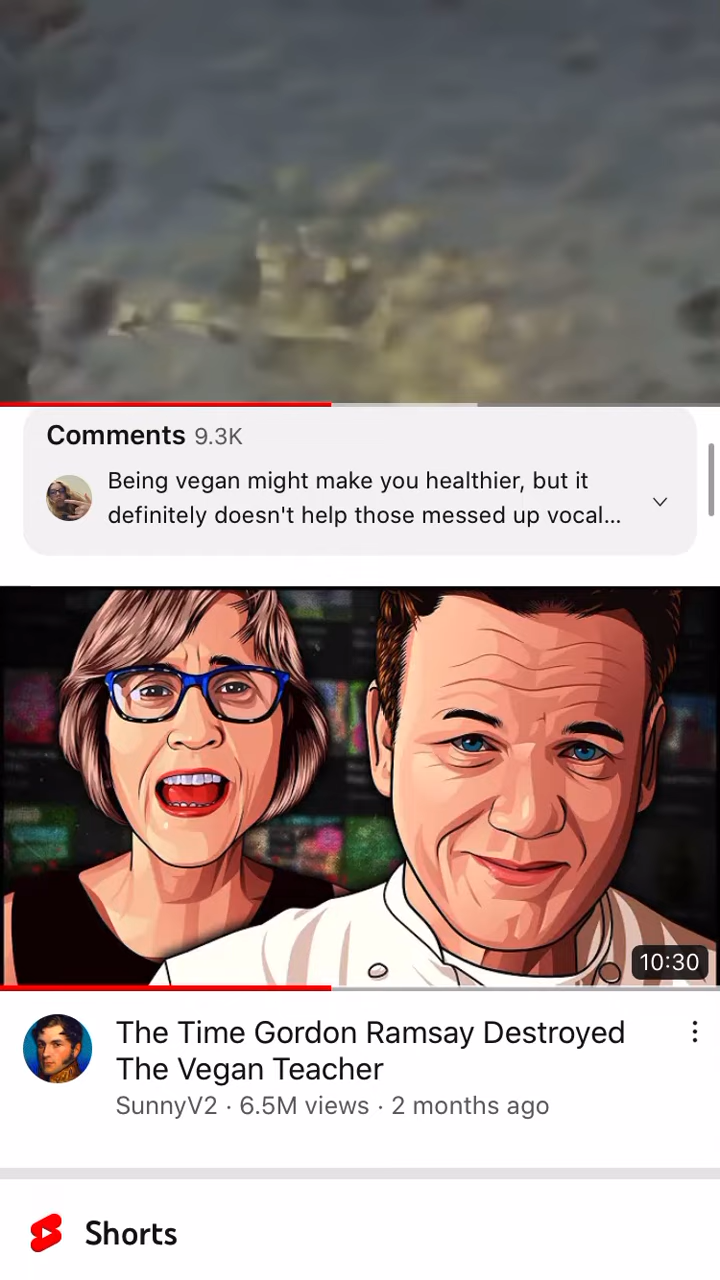 Comments 9.3K
Being vegan might make you healthier, but it
definitely doesn't help those messed up vocal...
10:30
The Time Gordon Ramsay Destroyed
The Vegan Teacher
SunnyV2 · 6.5M views · 2 months ago
Shorts